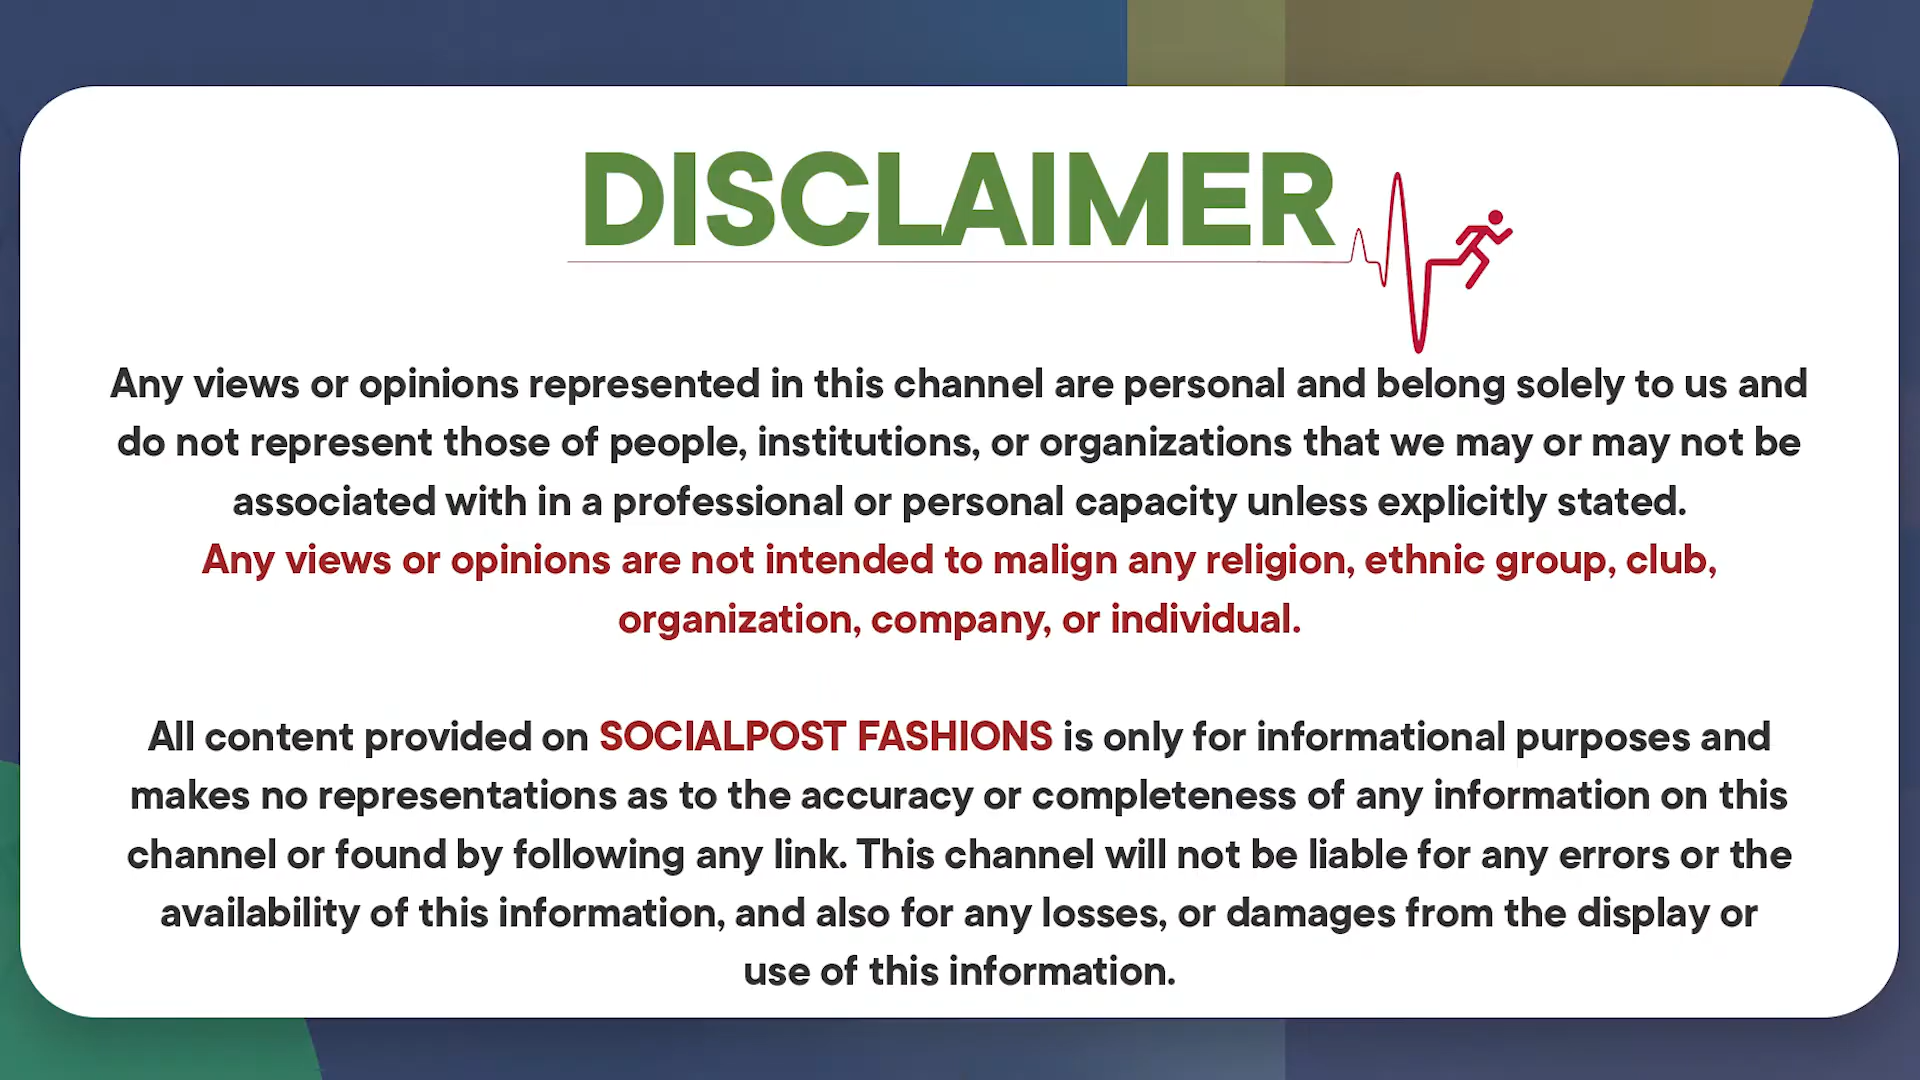 DISCLAIMER
Any views or opinions represented in this channel are personal and belong solely to us and
do not represent those of people, institutions, or organizations that we may or may not be
associated with in a professional or personal capacity unless explicitly stated.
Any views or opinions are not intended to malign any religion, ethnic group, club,
organization, company, or individual.
All content provided on SOCIALPOST FASHIONS is only for informational purposes and
makes no representations as to the accuracy or completeness of any information on this
channel or found by following any link. This channel will not be liable for any errors or the
availability of this information, and also for any losses, or damages from the display or
use of this information.